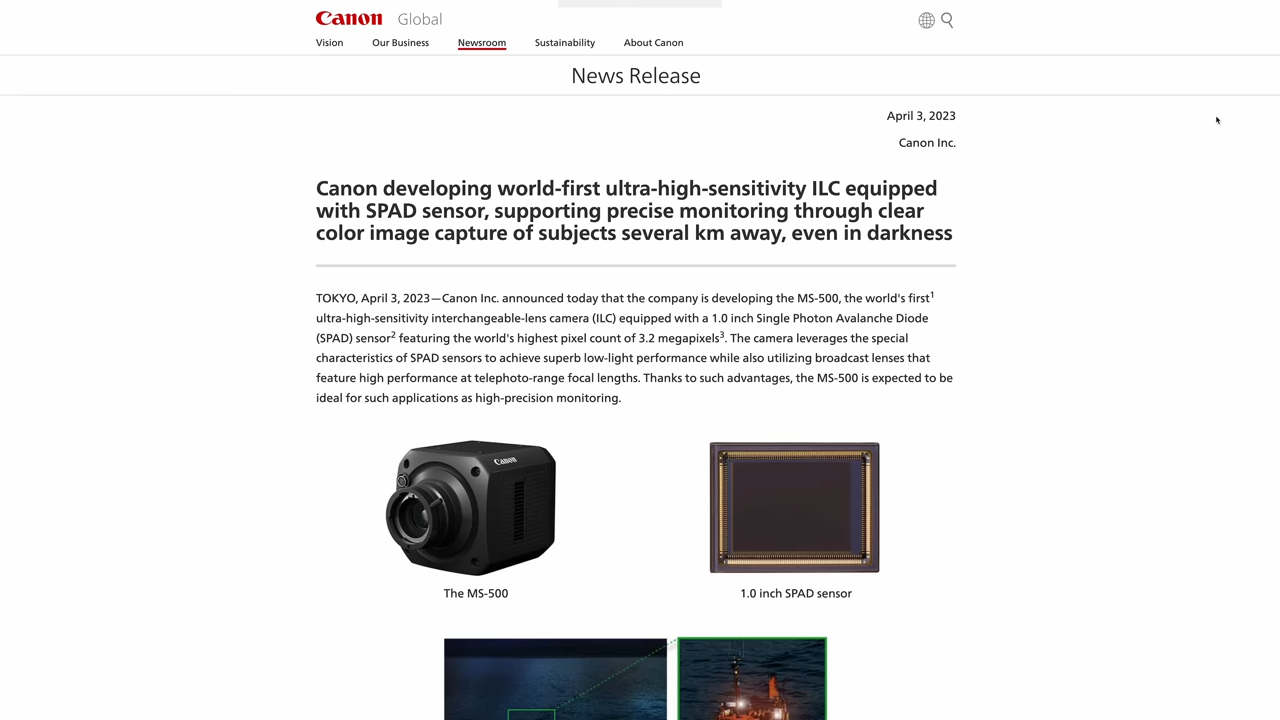 Canon Global
Vision Our Business Newsroom Sustainability About Canon
News Release
April 3, 2023
Canon Inc.
Canon developing world-first ultra-high-sensitivity ILC equipped
with SPAD sensor, supporting precise monitoring through clear
color image capture of subjects several km away, even in darkness
TOKYO, April 3, 2023—Canon Inc. announced today that the company is developing the MS-500, the world's first1
ultra-high-sensitivity interchangeable-lens camera (ILC) equipped with a 1.0 inch Single Photon Avalanche Diode
(SPAD) sensor2 featuring the world's highest pixel count of 3.2 megapixels3. The camera leverages the special
characteristics of SPAD sensors to achieve superb low-light performance while also utilizing broadcast lenses that
feature high performance at telephoto-range focal lengths. Thanks to such advantages, the MS-500 is expected to be
ideal for such applications as high-precision monitoring.
Canon
The MS-500
1.0 inch SPAD sensor